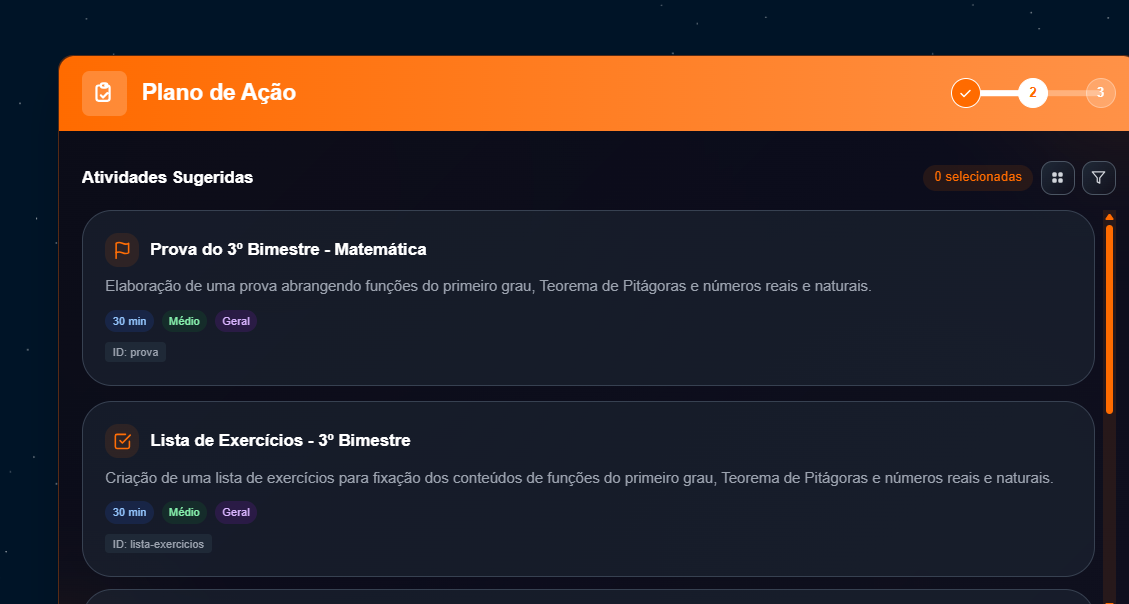 Plano de Ação
2
3
Atividades Sugeridas
0 selecionadas
Prova do 3º Bimestre - Matemática
Elaboração de uma prova abrangendo funções do primeiro grau, Teorema de Pitágoras e números reais e naturais.
30 min Médio Geral
ID: prova
Lista de Exercícios - 3º Bimestre
Criação de uma lista de exercícios para fixação dos conteúdos de funções do primeiro grau, Teorema de Pitágoras e números reais e naturais.
30 min Médio Geral
ID: lista-exercicios